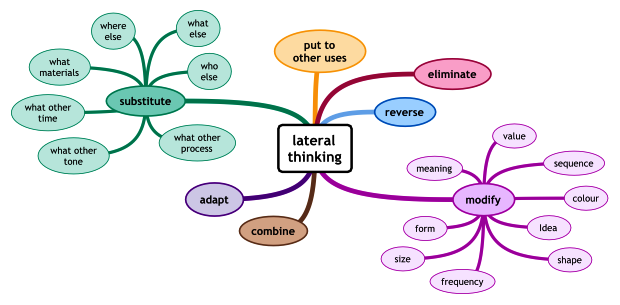 where
else
what
else
what
materials
who
else
substitute
what other
time
what other
process
what other
tone
put to
other uses
eliminate
reverse
lateral
thinking
adapt
combine
modify
value
meaning
sequence
colour
form
idea
size
shape
frequency